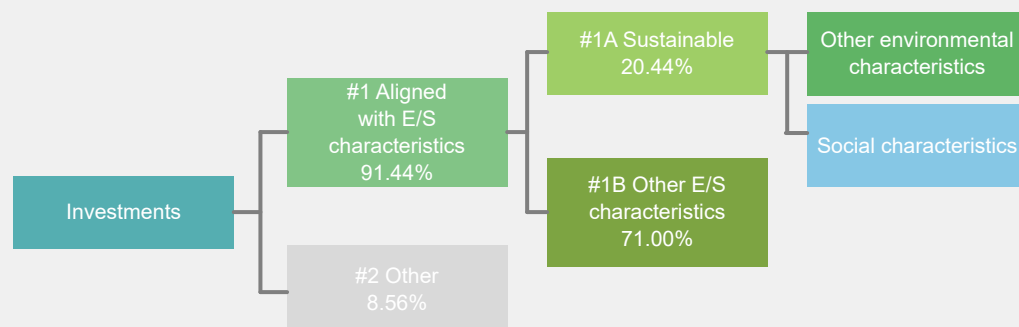 Investments
#1 Aligned
with E/S
characteristics
91.44%
#2 Other
8.56%
#1A Sustainable
20.44%
#1B Other E/S
characteristics
71.00%
Other environmental
characteristics
Social characteristics